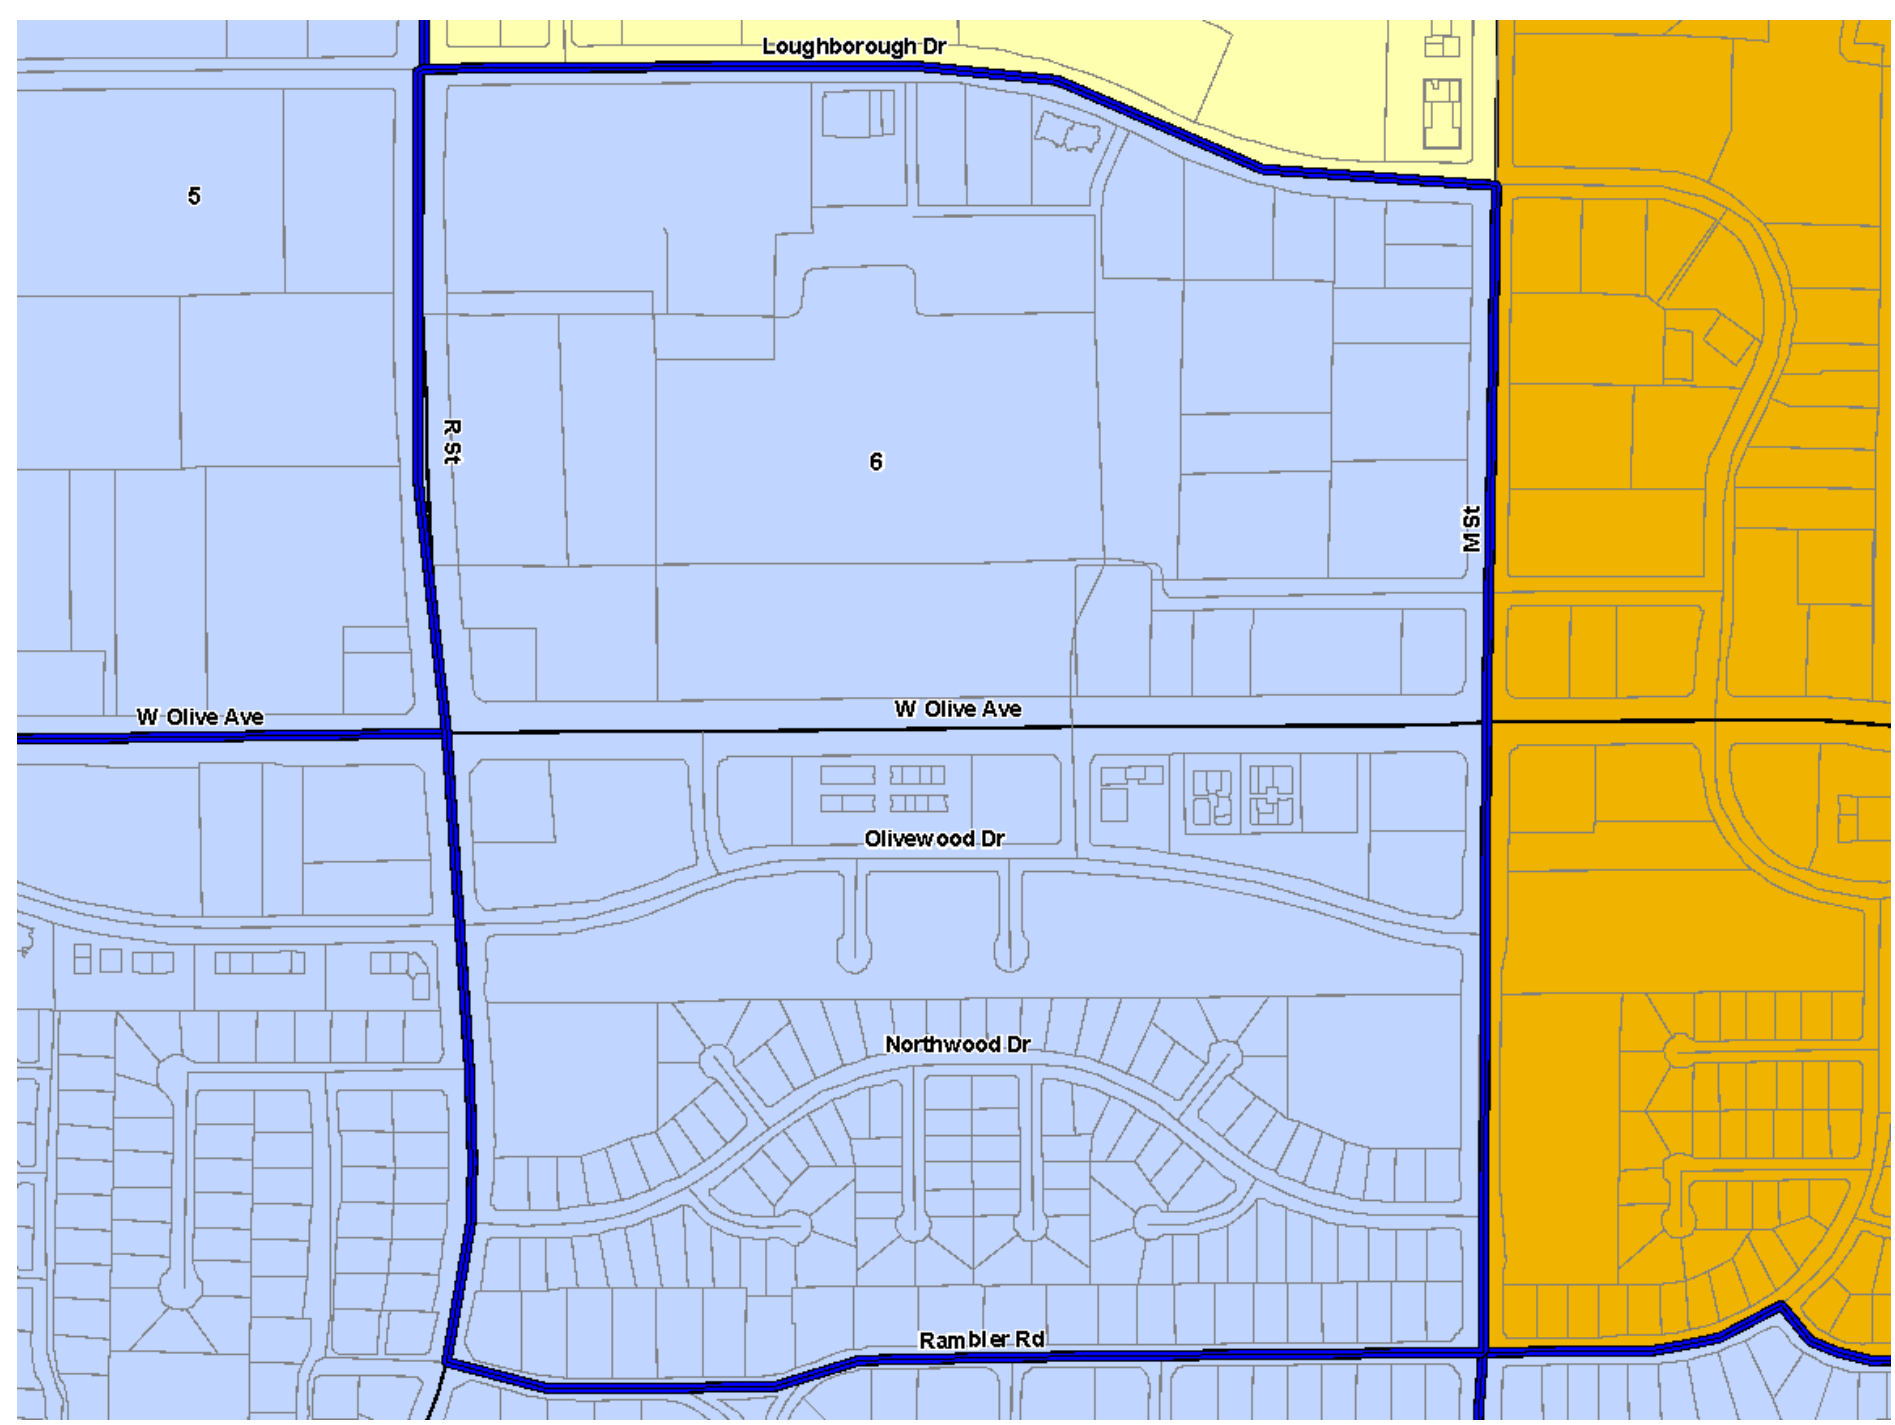 Loughborough Dr
5
R St
6
M St
W Olive Ave
W Olive Ave
Olivewood Dr
Northwood Dr
Rambler Rd